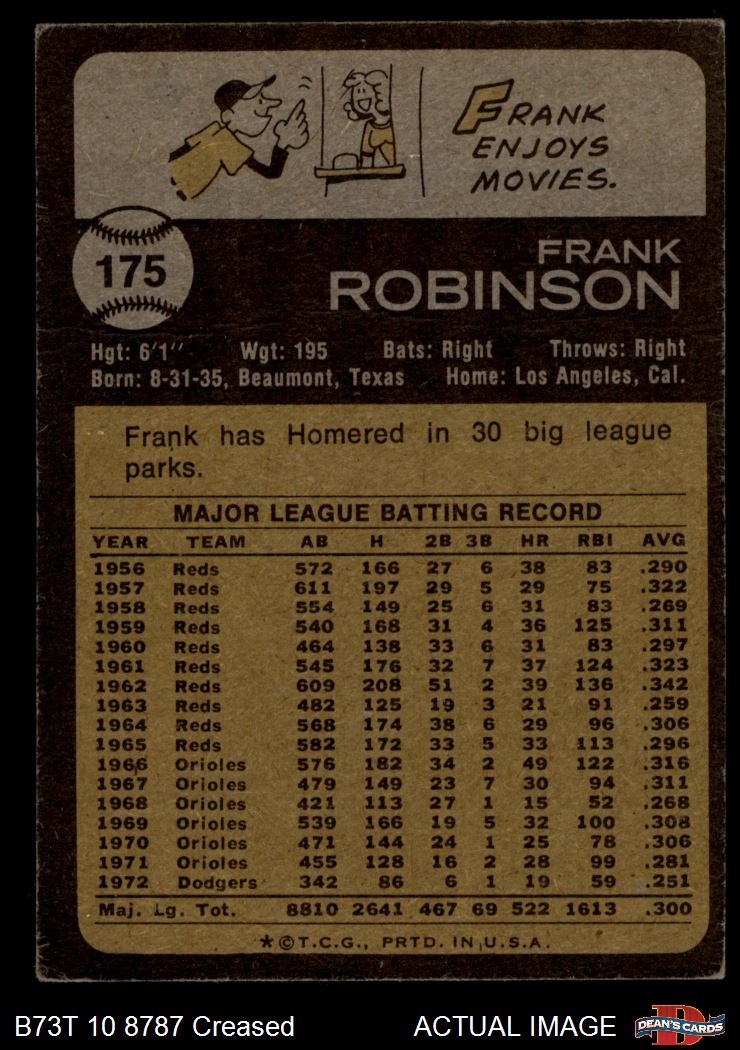 FRANK
ENJOYS
MOVIES.
175
FRANK
ROBINSON
Hgt: 6'1" Wgt: 195 Bats: Right Throws: Right
Born: 8-31-35, Beaumont, Texas Home: Los Angeles, Cal.
Frank has Homered in 30 big league
parks.
MAJOR LEAGUE BATTING RECORD
YEAR TEAM AB H 2B 3B HR RBI AVG
1956 Reds 572 166 27 6 38 83 .290
1957 Reds 611 197 29 5 29 75 .322
1958 Reds 554 149 25 6 31 83 .269
1959 Reds 540 168 31 4 36 125 .311
1960 Reds 464 138 33 6 31 83 .297
1961 Reds 545 176 32 7 37 124 .323
1962 Reds 609 208 51 2 39 136 .342
1963 Reds 482 125 19 3 21 91 .259
1964 Reds 568 174 38 6 29 96 .306
1965 Reds 582 172 33 5 33 113 .296
1966 Orioles 576 182 34 2 49 122 .316
1967 Orioles 479 149 23 7 30 94 .311
1968 Orioles 421 113 27 1 15 52 .268
1969 Orioles 539 166 19 5 32 100 .308
1970 Orioles 471 144 24 1 25 78 .306
1971 Orioles 455 128 16 2 28 99 .281
1972 Dodgers 342 86 6 1 19 59 .251
Maj. Lg. Tot. 8810 2641 467 69 522 1613 .300
*©T.C.G., PRTD. IN U.S.A.
B73T 10 8787 Creased ACTUAL IMAGE
D
DEAN'S CARDS